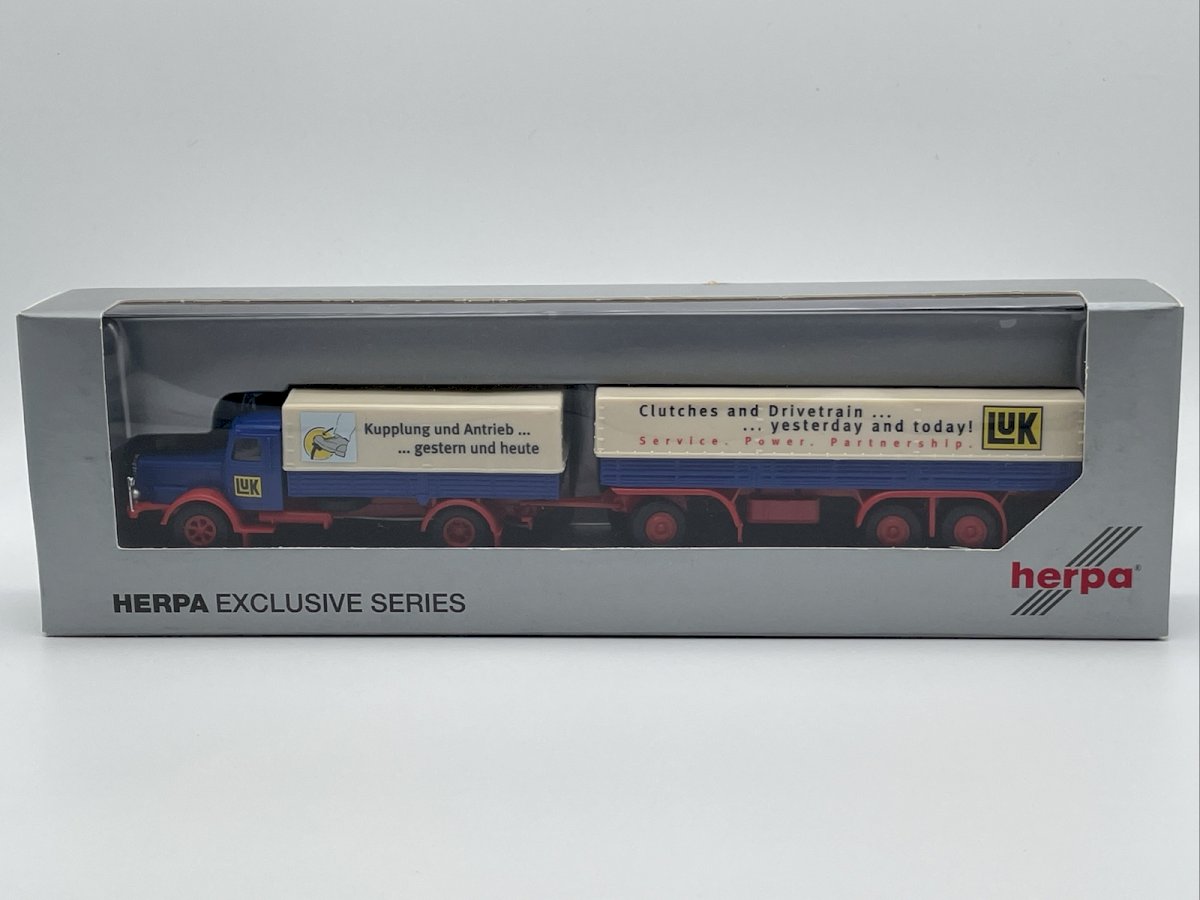 Kupplung und Antrieb ...
... gestern und heute
LUK
Clutches and Drivetrain ...
... yesterday and today!
Service. Power. Partnership.
LUK
HERPA EXCLUSIVE SERIES
herpa®